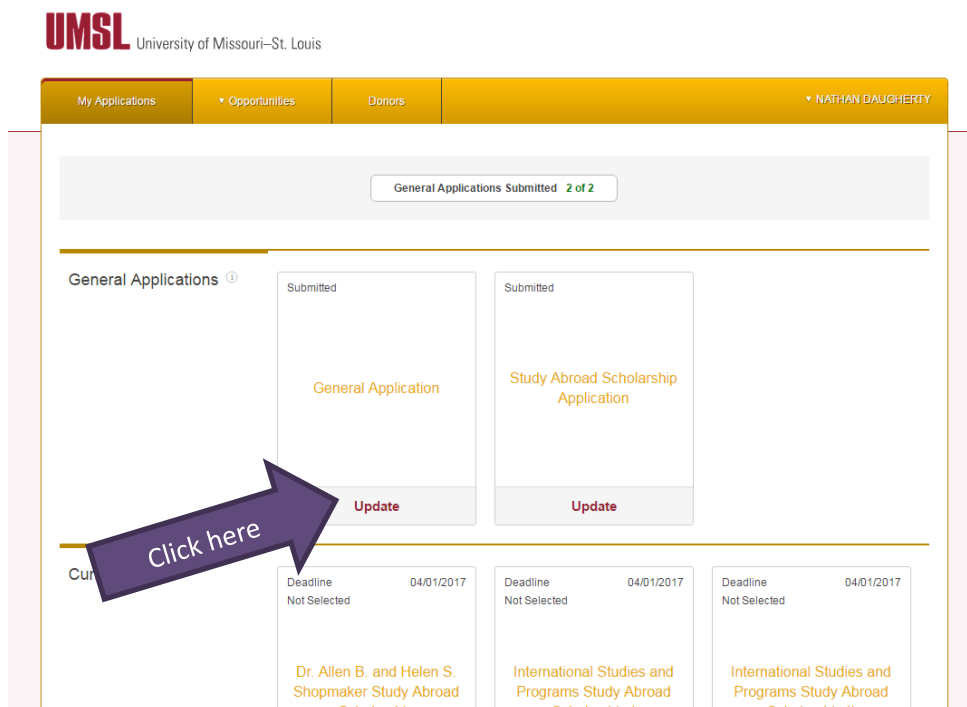 UMSL University of Missouri–St. Louis
My Applications ▾ Opportunities Donors ▾ NATHAN DAUGHERTY
General Applications Submitted 2 of 2
General Applications
Submitted
General Application
Update
Submitted
Study Abroad Scholarship
Application
Update
Click here
Cur
Deadline 04/01/2017
Not Selected
Dr. Allen B. and Helen S.
Shopmaker Study Abroad
Deadline 04/01/2017
Not Selected
International Studies and
Programs Study Abroad
Deadline 04/01/2017
Not Selected
International Studies and
Programs Study Abroad